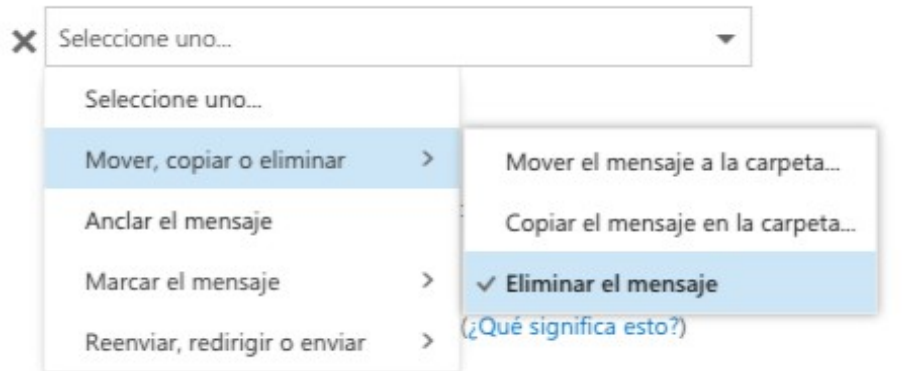 Seleccione uno...
Seleccione uno...
Mover, copiar o eliminar
Mover el mensaje a la carpeta...
Anclar el mensaje
Copiar el mensaje en la carpeta...
Marcar el mensaje
Eliminar el mensaje
Reenviar, redirigir o enviar
(¿Qué significa esto?)